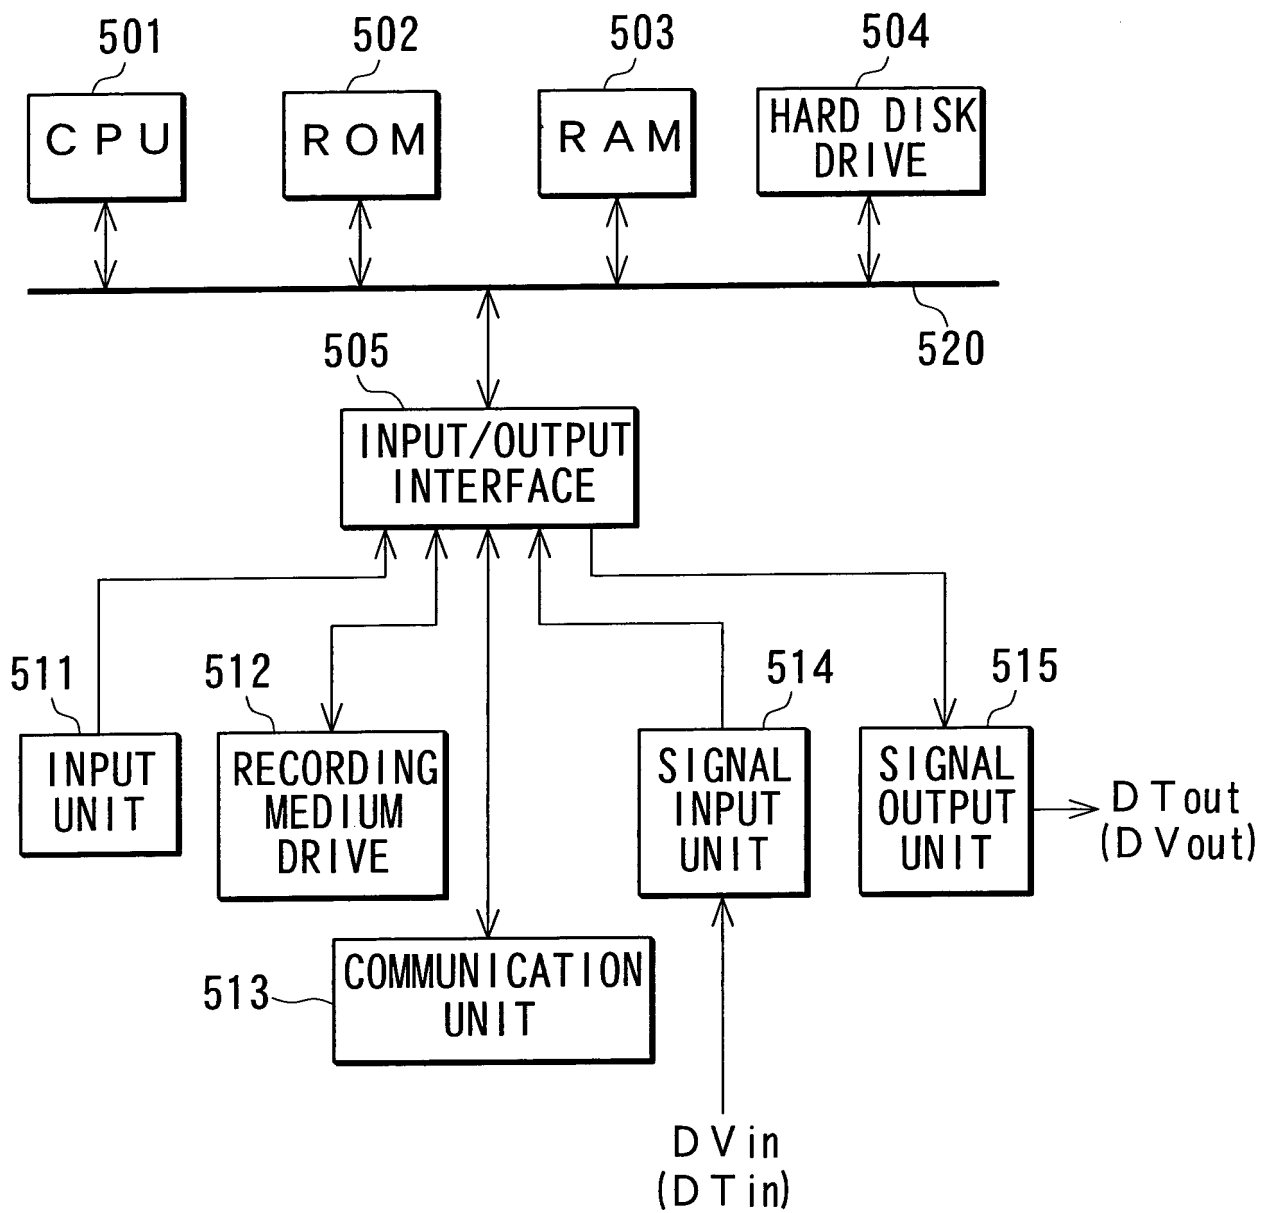 501
502
503
504
CPU
ROM
RAM
HARD DISK
DRIVE
520
505
INPUT/OUTPUT
INTERFACE
511
512
514
515
INPUT
UNIT
RECORDING
MEDIUM
DRIVE
SIGNAL
INPUT
UNIT
SIGNAL
OUTPUT
UNIT
DTout
(DVout)
513
COMMUNICATION
UNIT
DVin
(DTin)